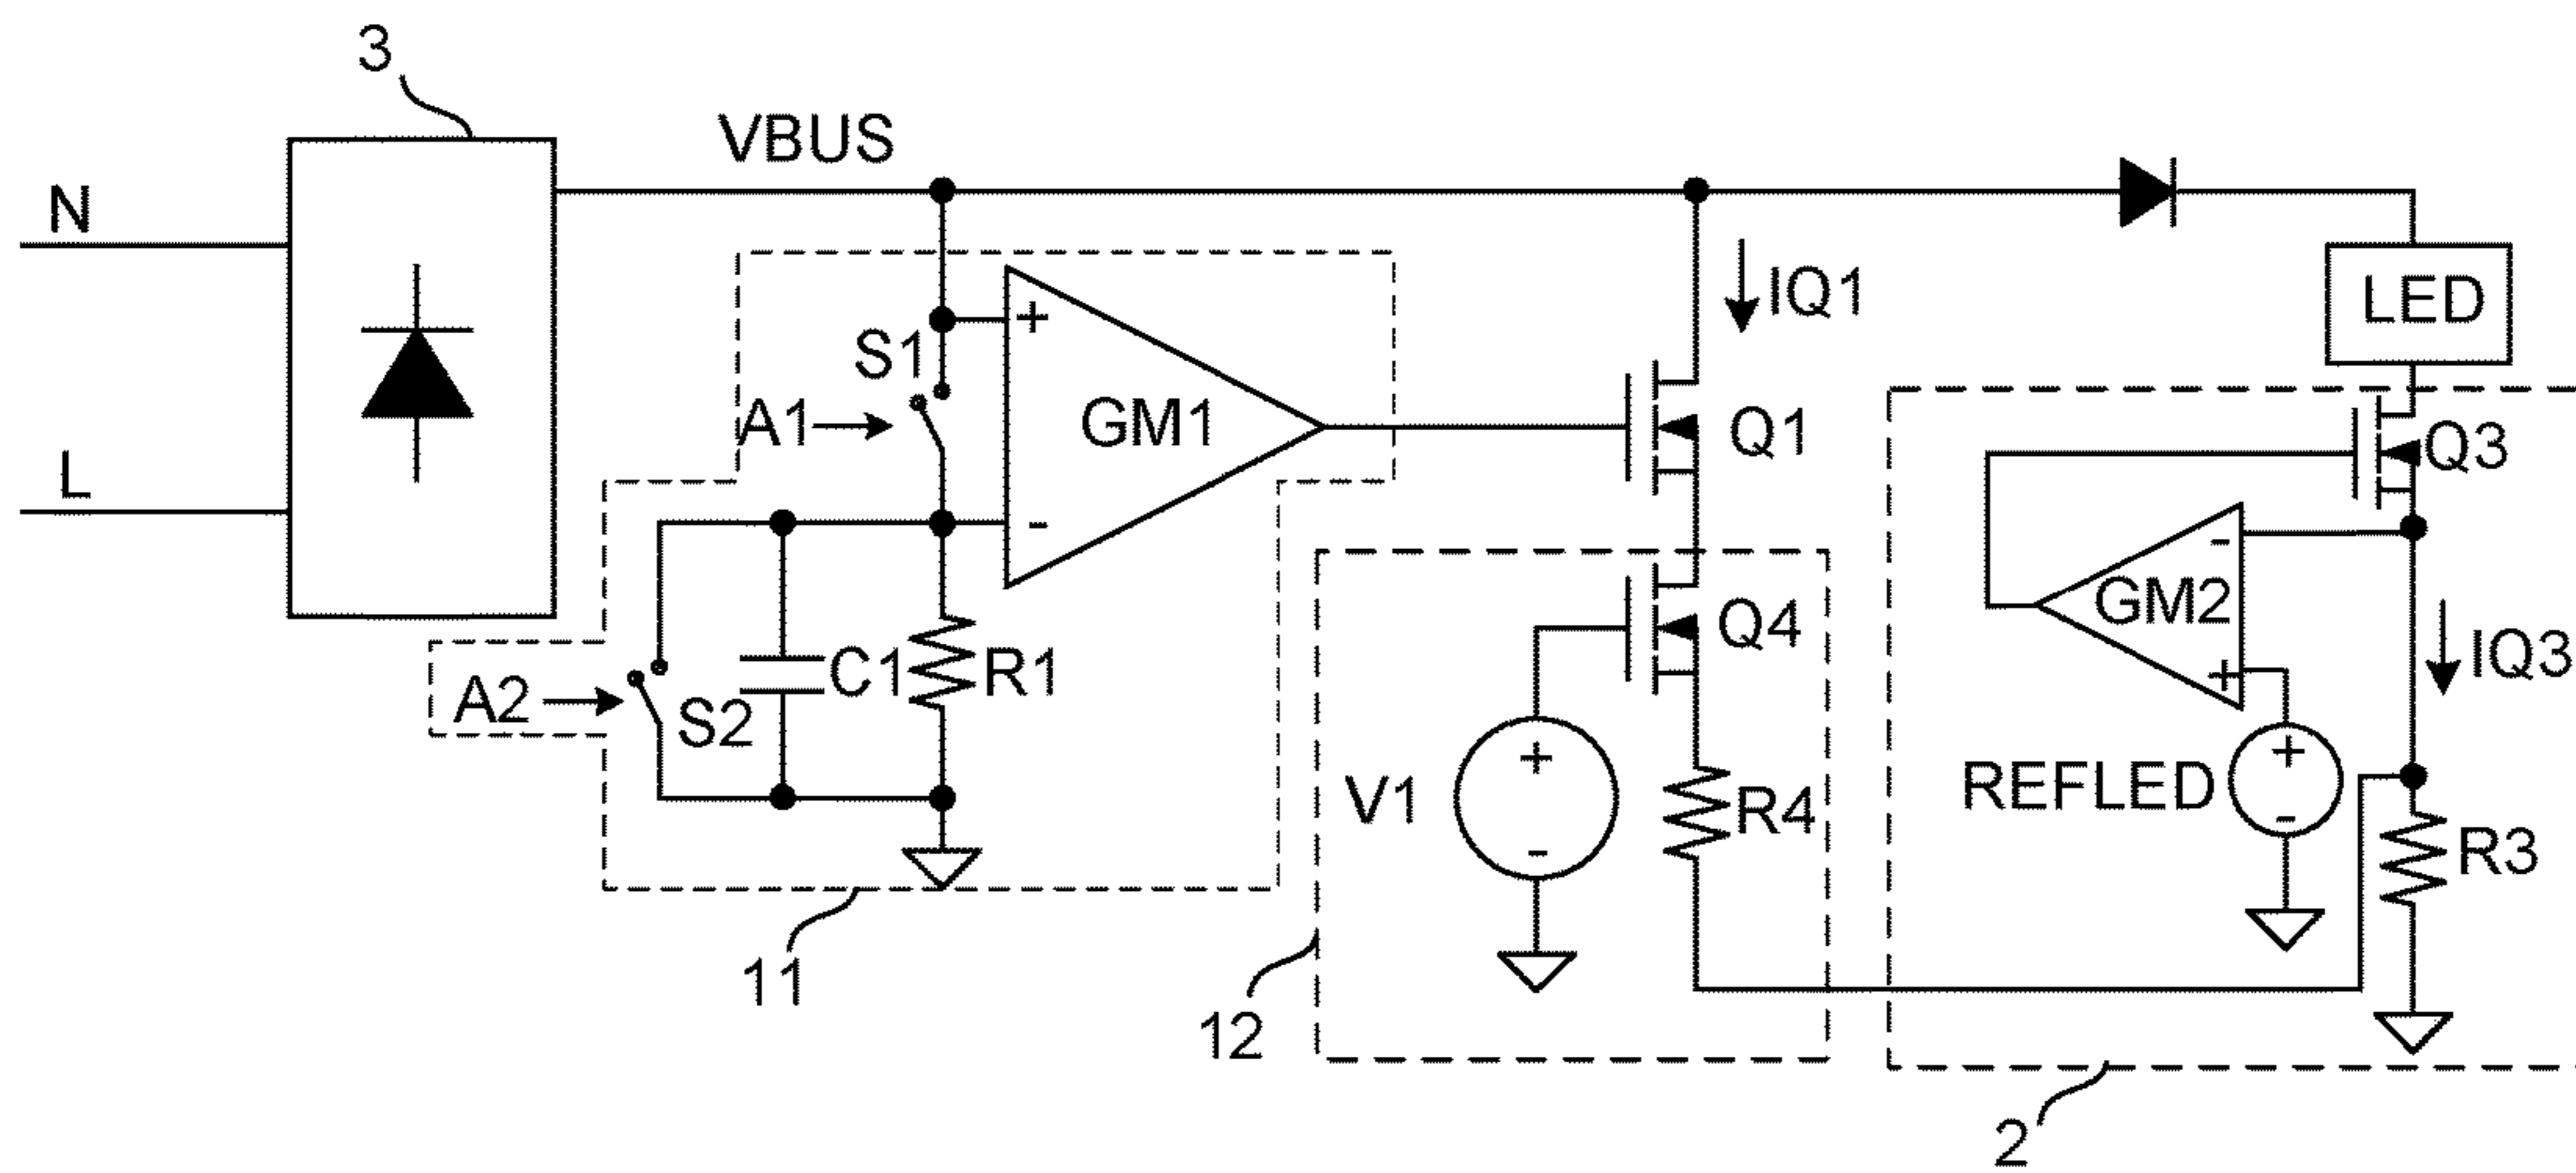 3
VBUS
N
L
S1
A1
+
GM1
-
IQ1
Q1
LED
Q3
GM2
-
+
IQ3
A2
S2
C1
R1
Q4
V1
+
-
R4
REFLED
+
-
R3
11
12
2